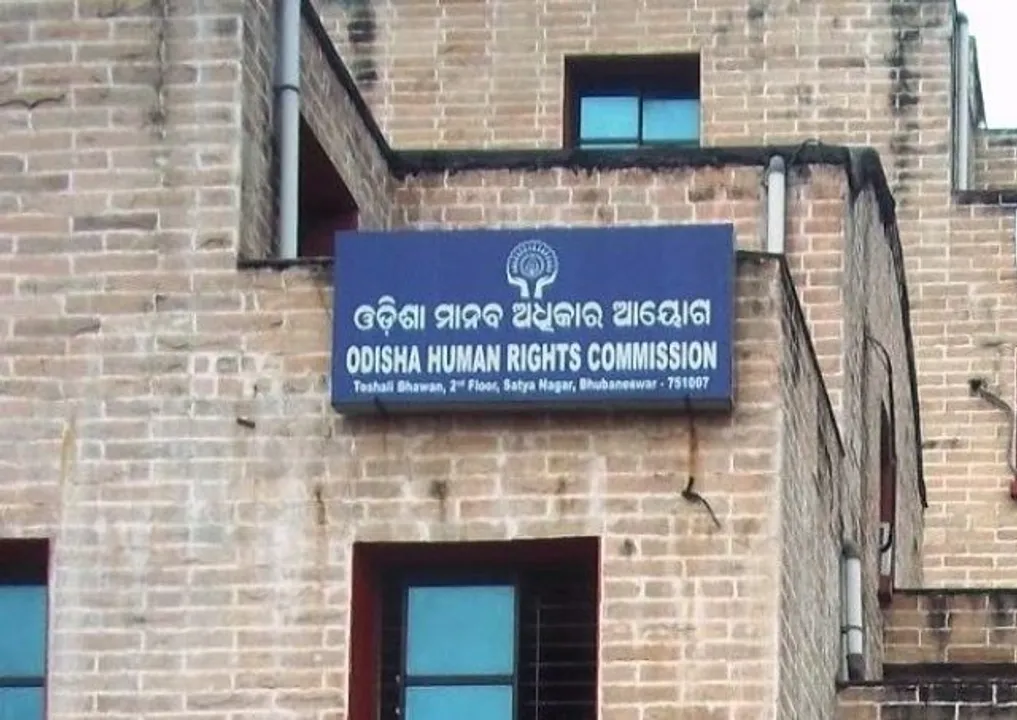 ଓଡ଼ିଶା ମାନବ ଅଧିକାର ଆୟୋଗ
ODISHA HUMAN RIGHTS COMMISSION
Toshali Bhawan, 2nd Floor, Satya Nagar, Bhubaneswar - 751007